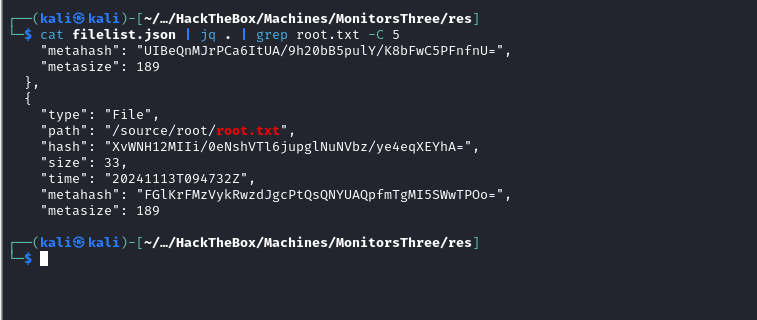 ┌──(kali㉿kali)-[~/…/HackTheBox/Machines/MonitorsThree/res]
└─$ cat filelist.json | jq . | grep root.txt -C 5
    "metahash": "UIBeQnMJrPCa6ItUA/9h20bB5pulY/K8bFwC5PFnfnU=",
    "metasize": 189
  },
  {
    "type": "File",
    "path": "/source/root/root.txt",
    "hash": "XvWNH12MIIi/0eNshVTl6jupglNuNVbz/ye4eqXEYhA=",
    "size": 33,
    "time": "20241113T094732Z",
    "metahash": "FGlKrFMzVykRwzdJgcPtQsQNYUAQpfmTgMI5SWwTPOo=",
    "metasize": 189
┌──(kali㉿kali)-[~/…/HackTheBox/Machines/MonitorsThree/res]
└─$